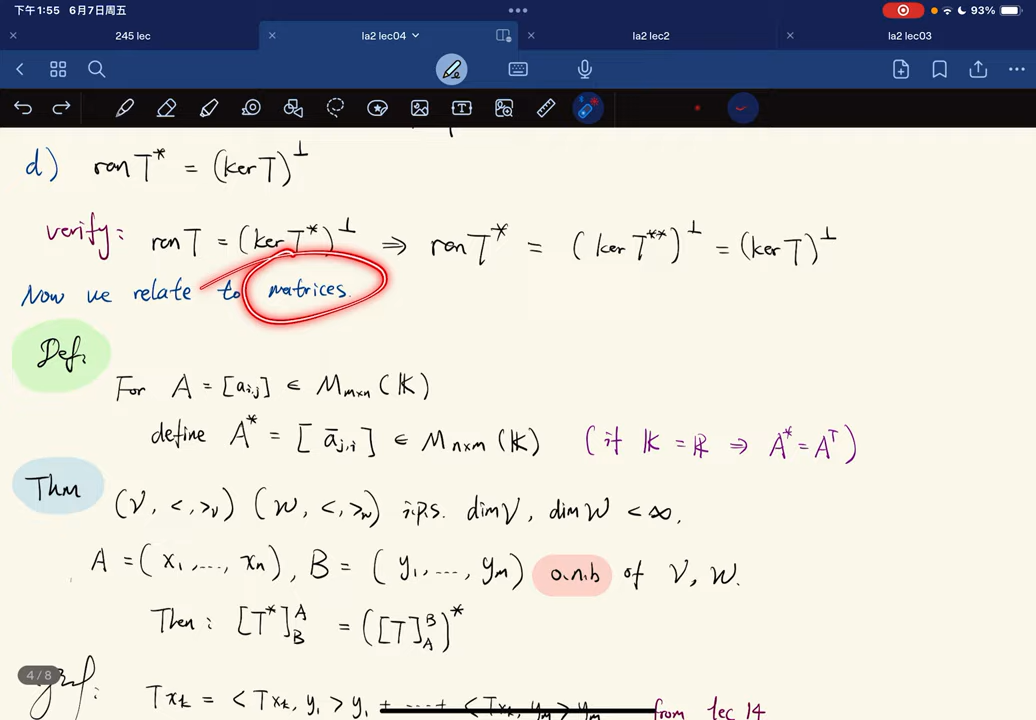 下午1:55 6月7日周五
93%
245 lec
la2 lec04
la2 lec2
la2 lec03
d) ran T* = (ker T)⊥
verify: ran T = (ker T*)⊥ ⇒ ran T* = (ker T**)⊥ = (ker T)⊥
Now we relate to matrices.
Def:
For A = [ai,j] ∈ Mm×n (𝕂)
define A* = [āj,i] ∈ Mn×m (𝕂) (if 𝕂 = ℝ ⇒ A* = Aᵀ)
Thm
(V, <,>v) (W, <,>w) i.p.s. dim V, dim W < ∞.
A = (x1, ..., xn), B = (y1, ..., ym) o.n.b of V, W.
Then: [T*]ᴬ_B = ([T]ᴮ_A)*
4 / 8
Txk = <Txk, y1> y1 + ... + <Txk, ym> ym from lec 14